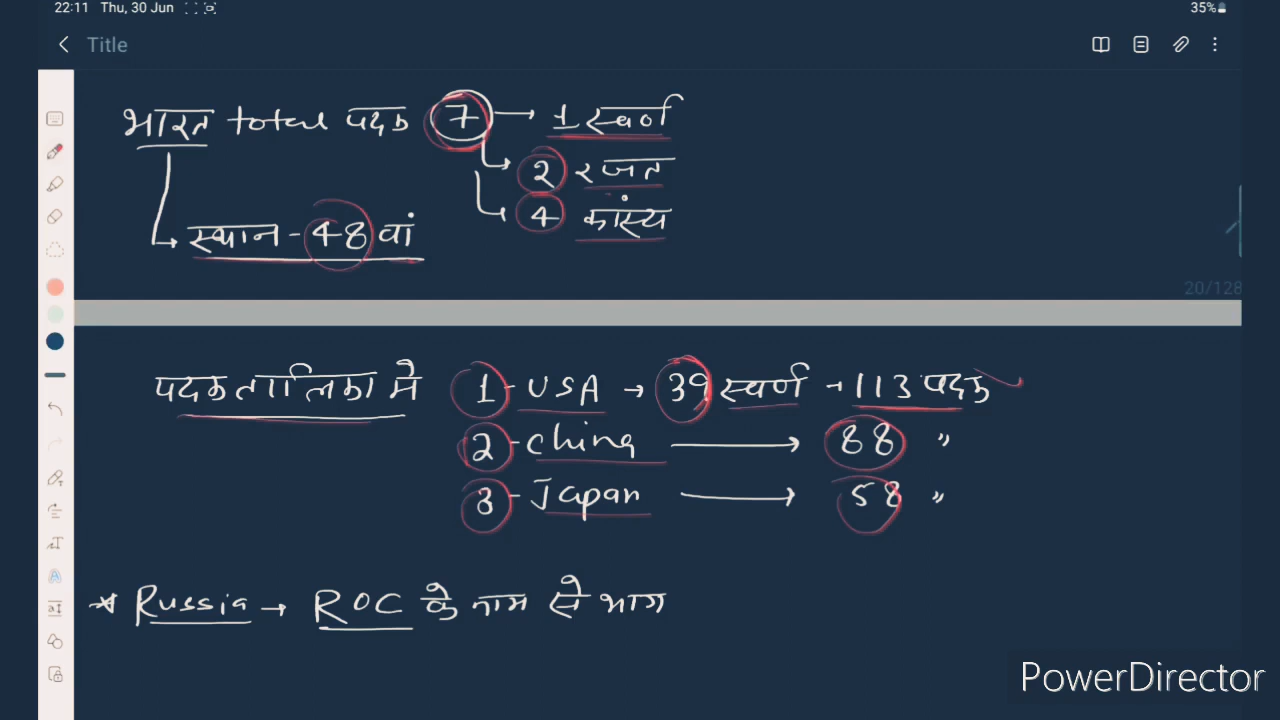 22:11 Thu, 30 Jun
35%
Title
भारत total पदक 7 → 1 स्वर्ण
→ 2 रजत
→ 4 कांस्य
→ स्थान - 48 वां
20/128
पदक तालिका मे 1 - USA → 39 स्वर्ण - 113 पदक
2 - China → 88 "
3 - Japan → 58 "
* Russia → ROC के नाम से भाग
PowerDirector